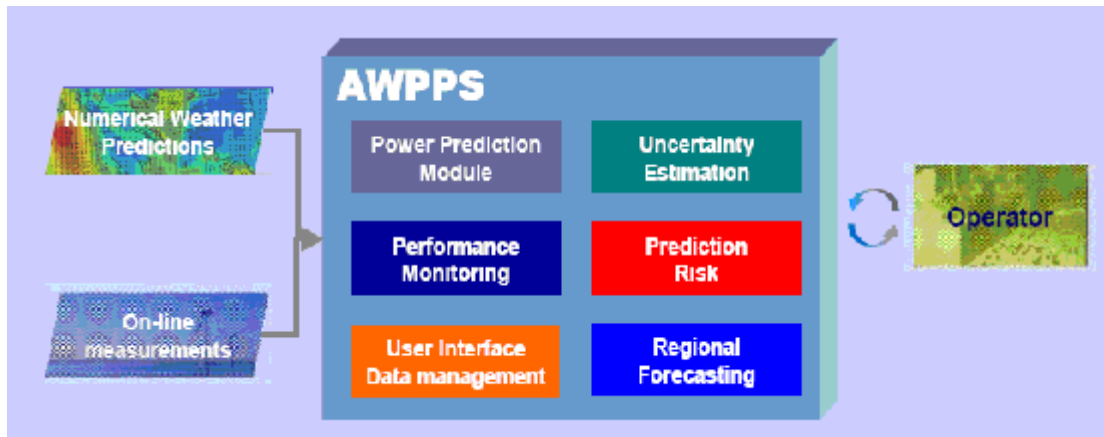 Numerical Weather
Predictions
On-line
measurements
AWPPS
Power Prediction
Module
Uncertainty
Estimation
Performance
Monitoring
Prediction
Risk
User Interface
Data management
Regional
Forecasting
Operator